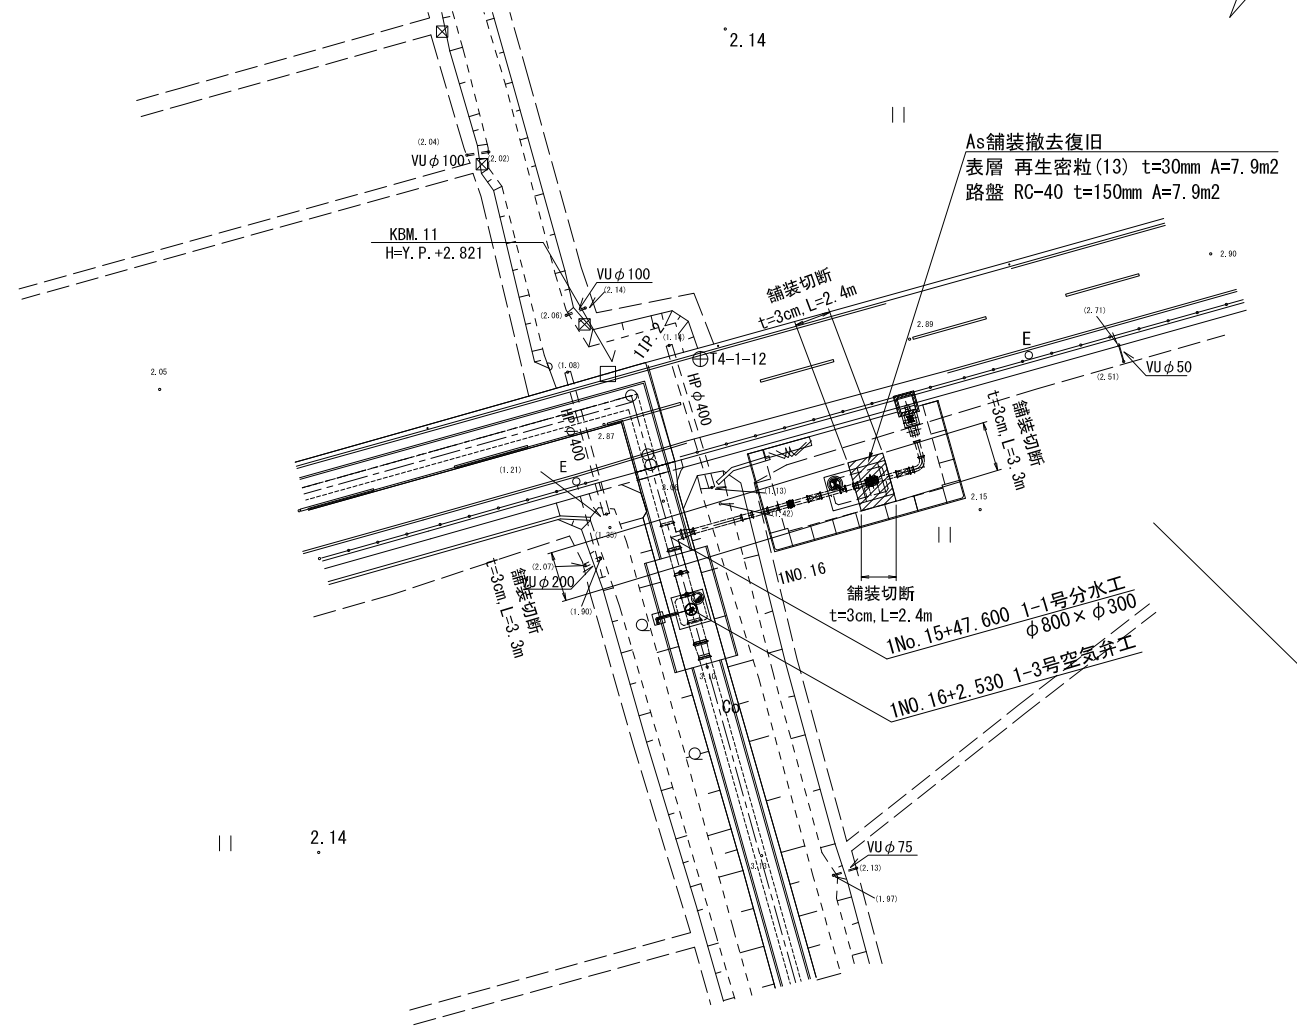 2.14
As舗装撤去復旧
表層 再生密粒(13) t=30mm A=7.9m2
路盤 RC-40 t=150mm A=7.9m2
(2.04)
VUφ100
(2.02)
KBM.11
H=Y.P.+2.821
VUφ100
(2.14)
(2.06)
舗装切断
t=3cm,L=2.4m
2.90
(2.71)
2.89
E
VUφ50
(2.51)
1IP.2
T4-1-12
(1.08)
2.05
HPφ400
HPφ400
2.87
(1.21)
E
舗装切断
t=3cm,L=3.3m
(1.13)
(1.42)
2.15
(1.35)
(2.07)
VUφ200
(1.90)
舗装切断
t=3cm,L=3.3m
1NO.16
舗装切断
t=3cm,L=2.4m
1No.15+47.600 1-1号分水工
φ800×φ300
1NO.16+2.530 1-3号空気弁工
3.10
Co
2.14
VUφ75
(2.13)
(1.97)